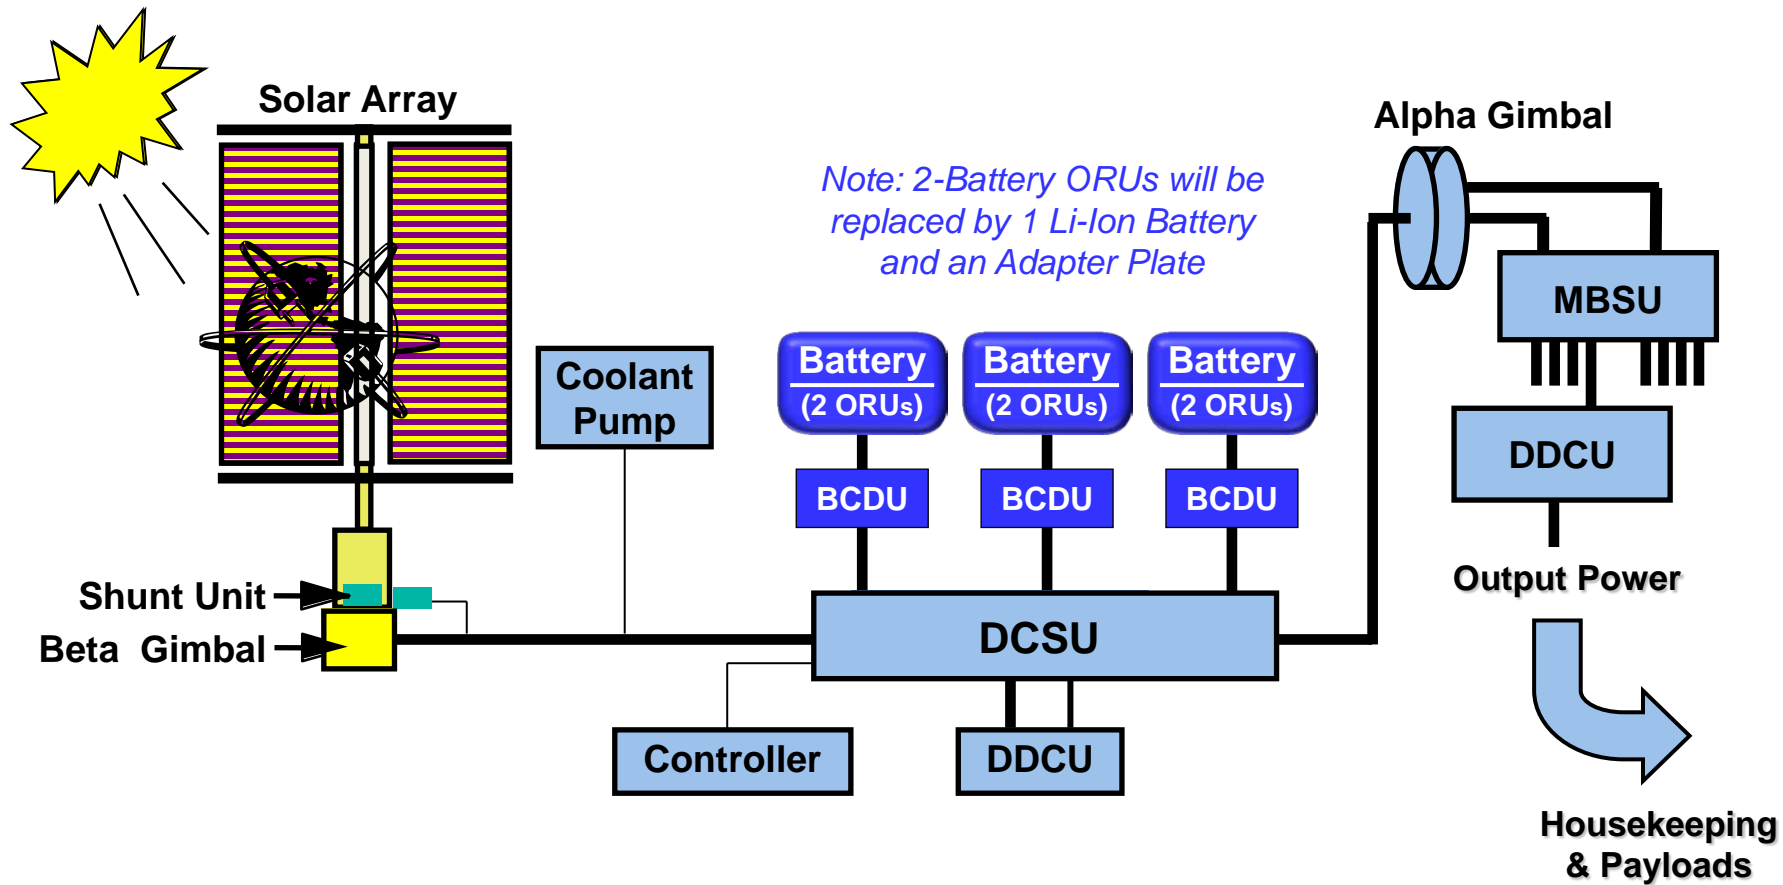 Solar Array
Alpha Gimbal
Note: 2-Battery ORUs will be
replaced by 1 Li-Ion Battery
and an Adapter Plate
MBSU
Coolant
Pump
Battery
(2 ORUs)
Battery
(2 ORUs)
Battery
(2 ORUs)
DDCU
BCDU
BCDU
BCDU
Output Power
Shunt Unit
Beta  Gimbal
DCSU
Controller
DDCU
Housekeeping
& Payloads